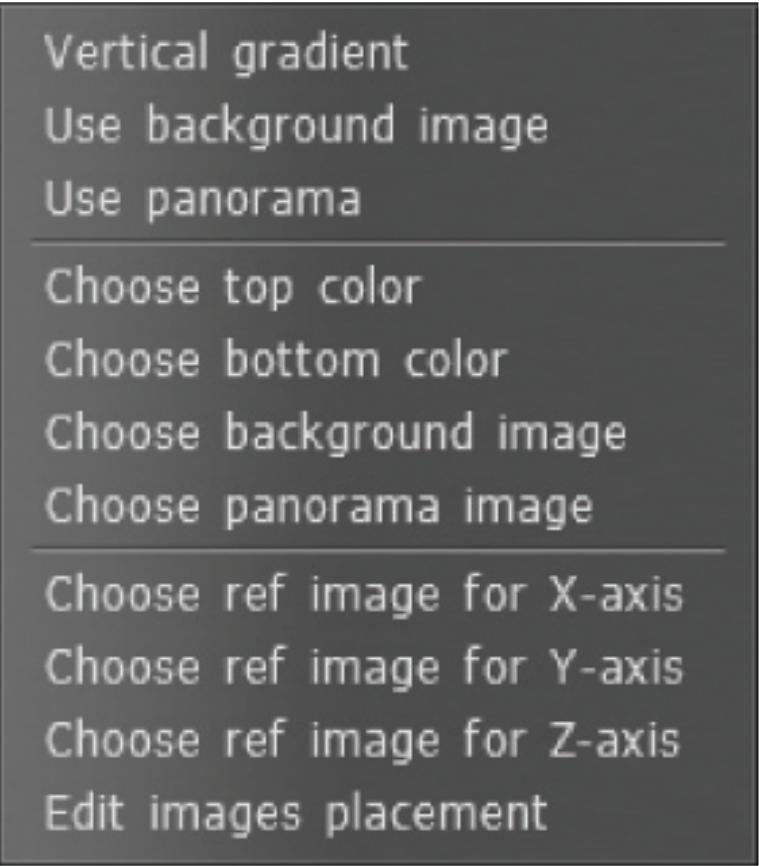 Vertical gradient
Use background image
Use panorama
Choose top color
Choose bottom color
Choose background image
Choose panorama image
Choose ref image for X-axis
Choose ref image for Y-axis
Choose ref image for Z-axis
Edit images placement